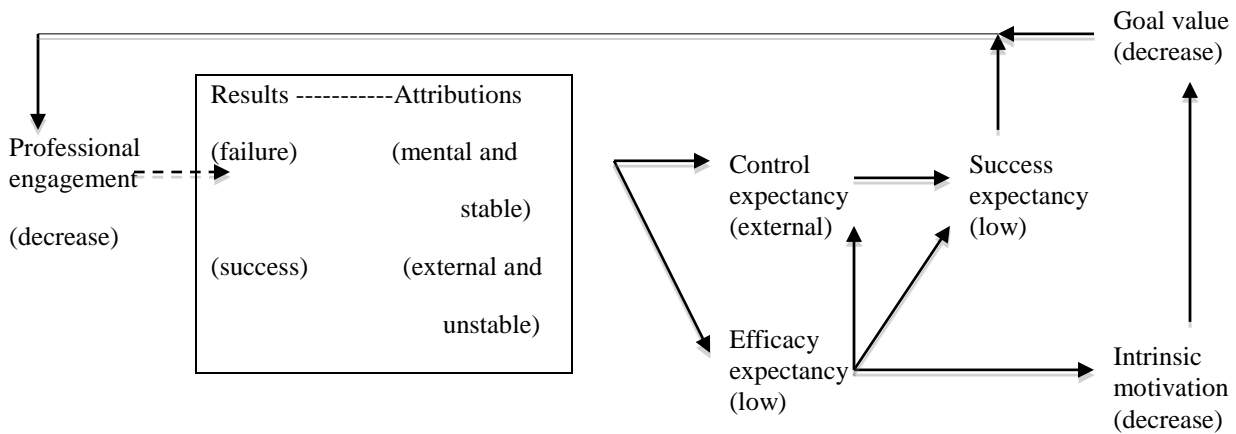 Goal value
(decrease)
Results -----------Attributions
Professional
engagement
(decrease)
(failure) (mental and
stable)
(success) (external and
unstable)
Control
expectancy
(external)
Success
expectancy
(low)
Efficacy
expectancy
(low)
Intrinsic
motivation
(decrease)